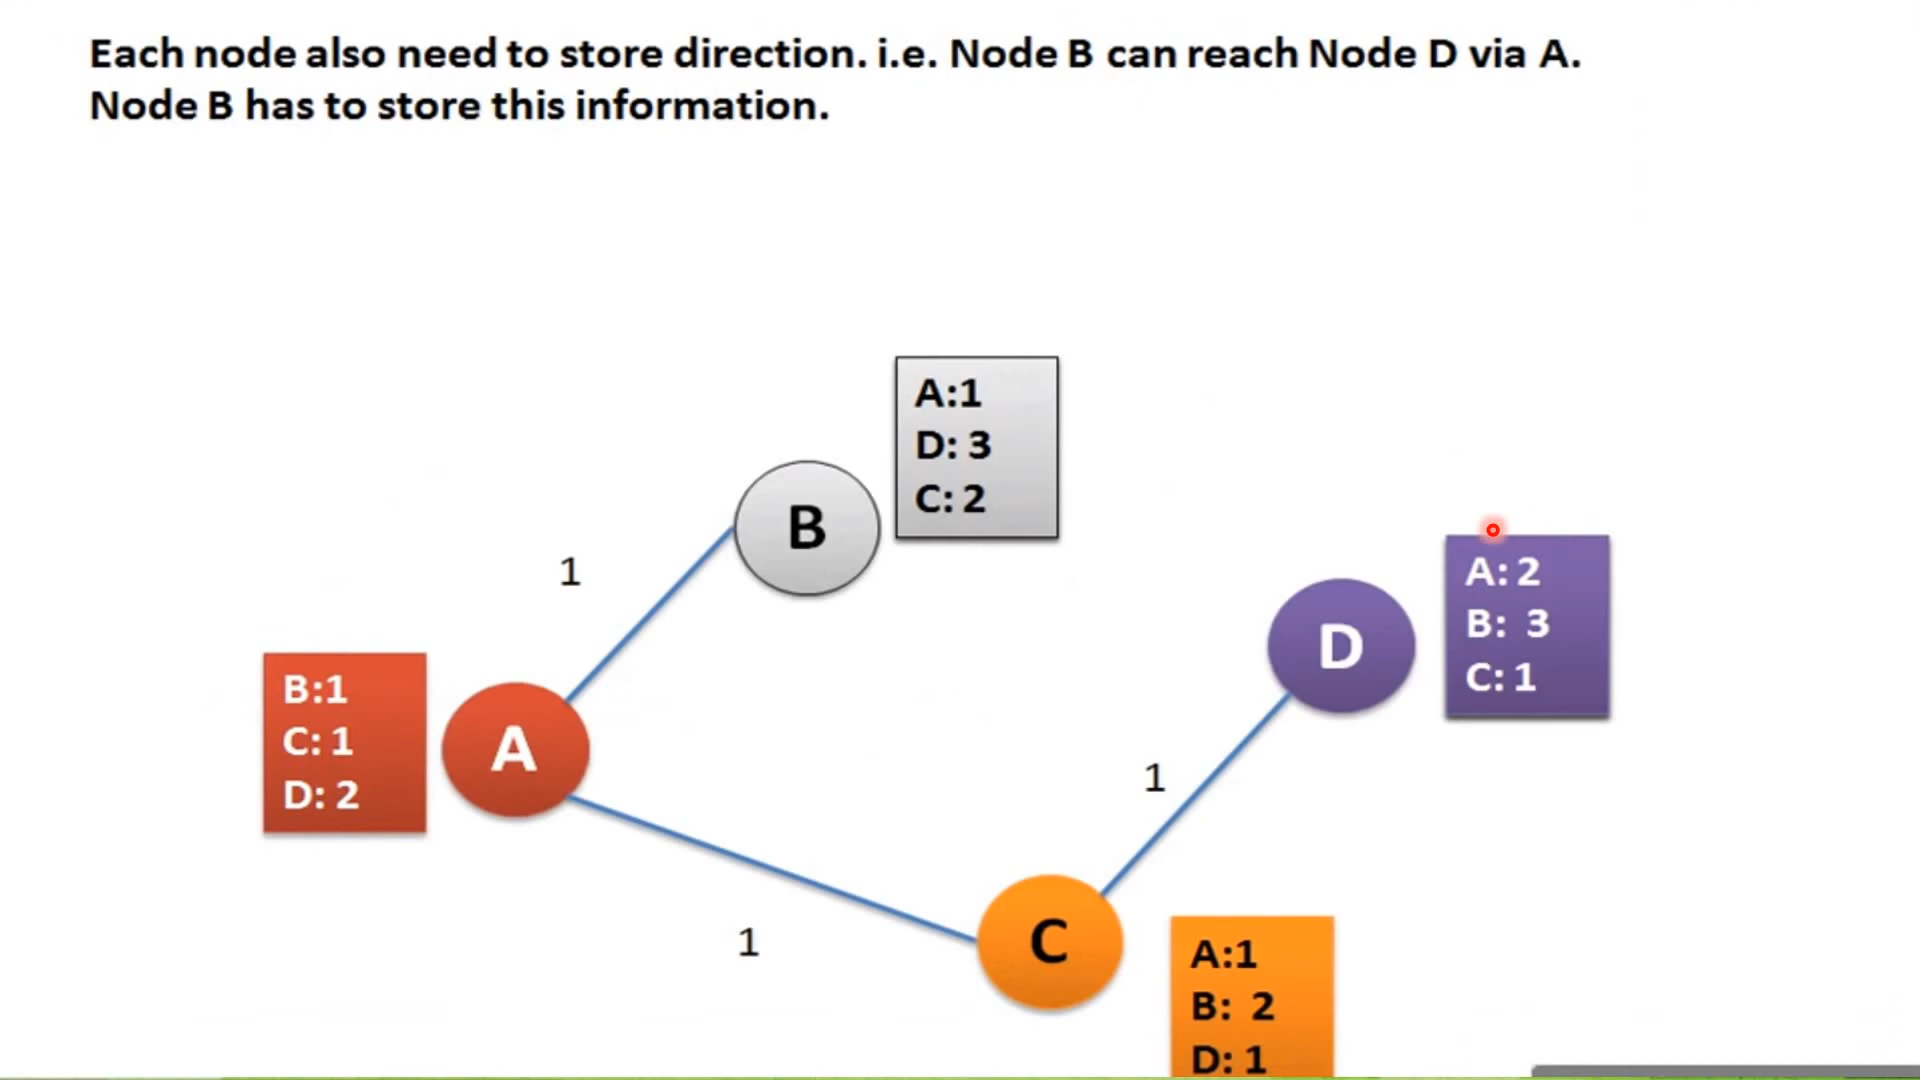 Each node also need to store direction. i.e. Node B can reach Node D via A.
Node B has to store this information.
A:1
D: 3
C: 2
B
1
A: 2
B: 3
C: 1
D
B:1
C: 1
D: 2
A
1
1
C
A:1
B: 2
D: 1